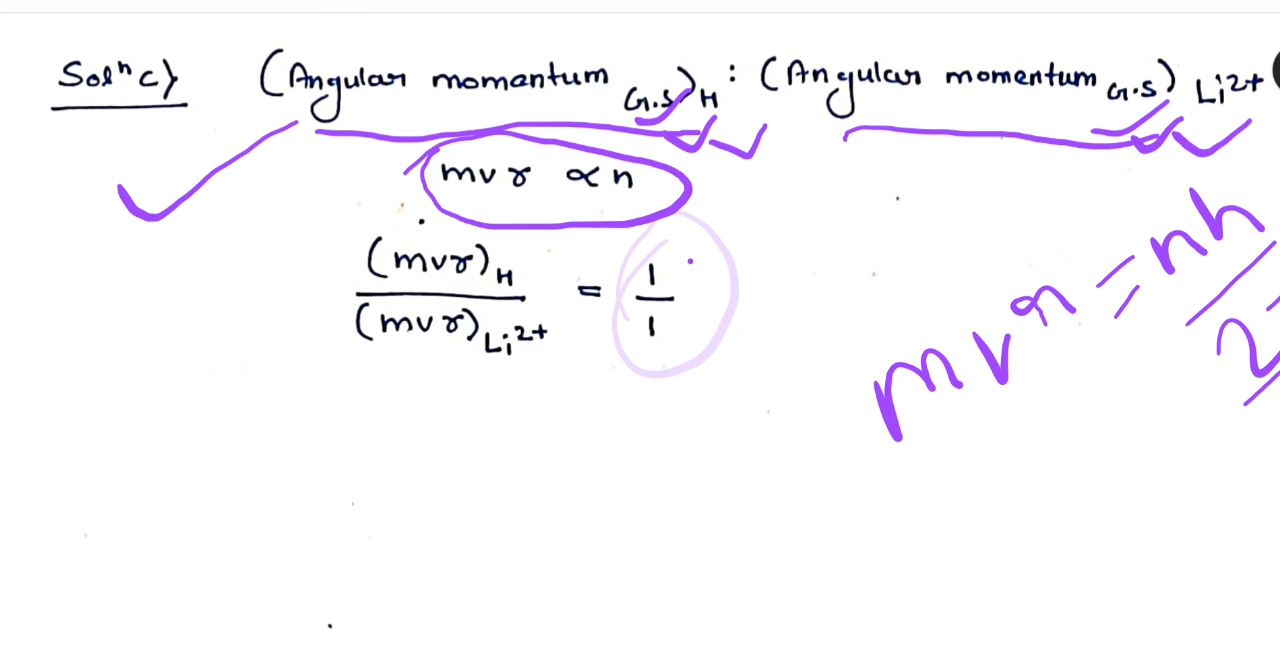 Solⁿ c) (Angular momentum G.S)H : (Angular momentum G.S) Li2+
mvr ∝ n
(mvr)H / (mvr)Li2+ = 1/1
mvr = nh / 2